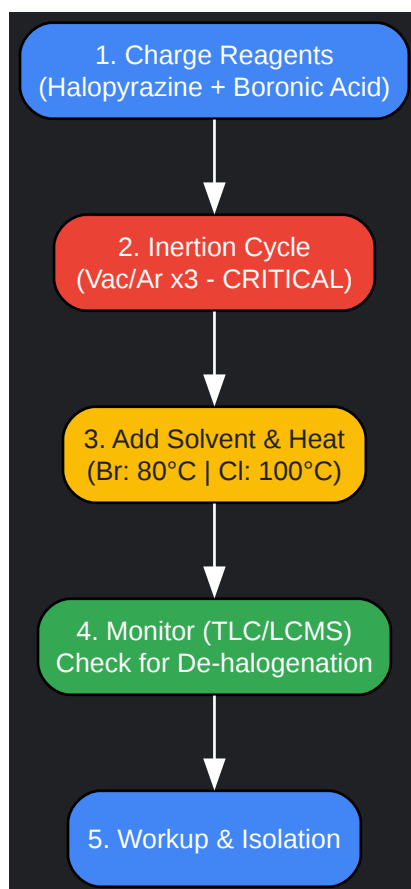 1. Charge Reagents
(Halopyrazine + Boronic Acid)
2. Inertion Cycle
(Vac/Ar x3 - CRITICAL)
3. Add Solvent & Heat
(Br: 80°C | Cl: 100°C)
4. Monitor (TLC/LCMS)
Check for De-halogenation
5. Workup & Isolation